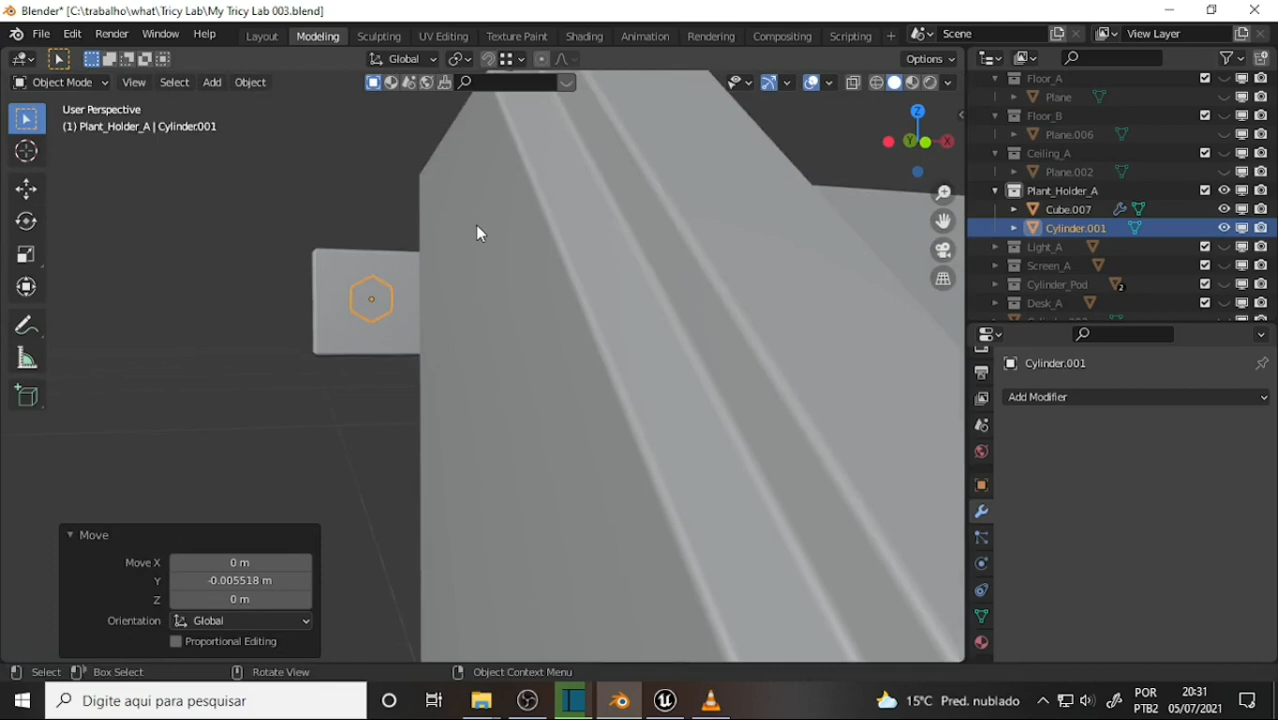 Blender* [C:\trabalho\what\Tricy Lab\My Tricy Lab 003.blend]
File Edit Render Window Help Layout Modeling Sculpting UV Editing Texture Paint Shading Animation Rendering Compositing Scripting + Scene View Layer
Global Options
Object Mode View Select Add Object
User Perspective
(1) Plant_Holder_A | Cylinder.001
Z
Y X
Floor_A
Plane
Floor_B
Plane.006
Ceiling_A
Plane.002
Plant_Holder_A
Cube.007
Cylinder.001
Light_A
Screen_A
Cylinder_Pod 2
Desk_A
Cylinder.001
Add Modifier
Move
Move X 0 m
Y -0.005518 m
Z 0 m
Orientation Global
Proportional Editing
Select Box Select Rotate View Object Context Menu
Digite aqui para pesquisar
15°C Pred. nublado
POR
PTB2
20:31
05/07/2021